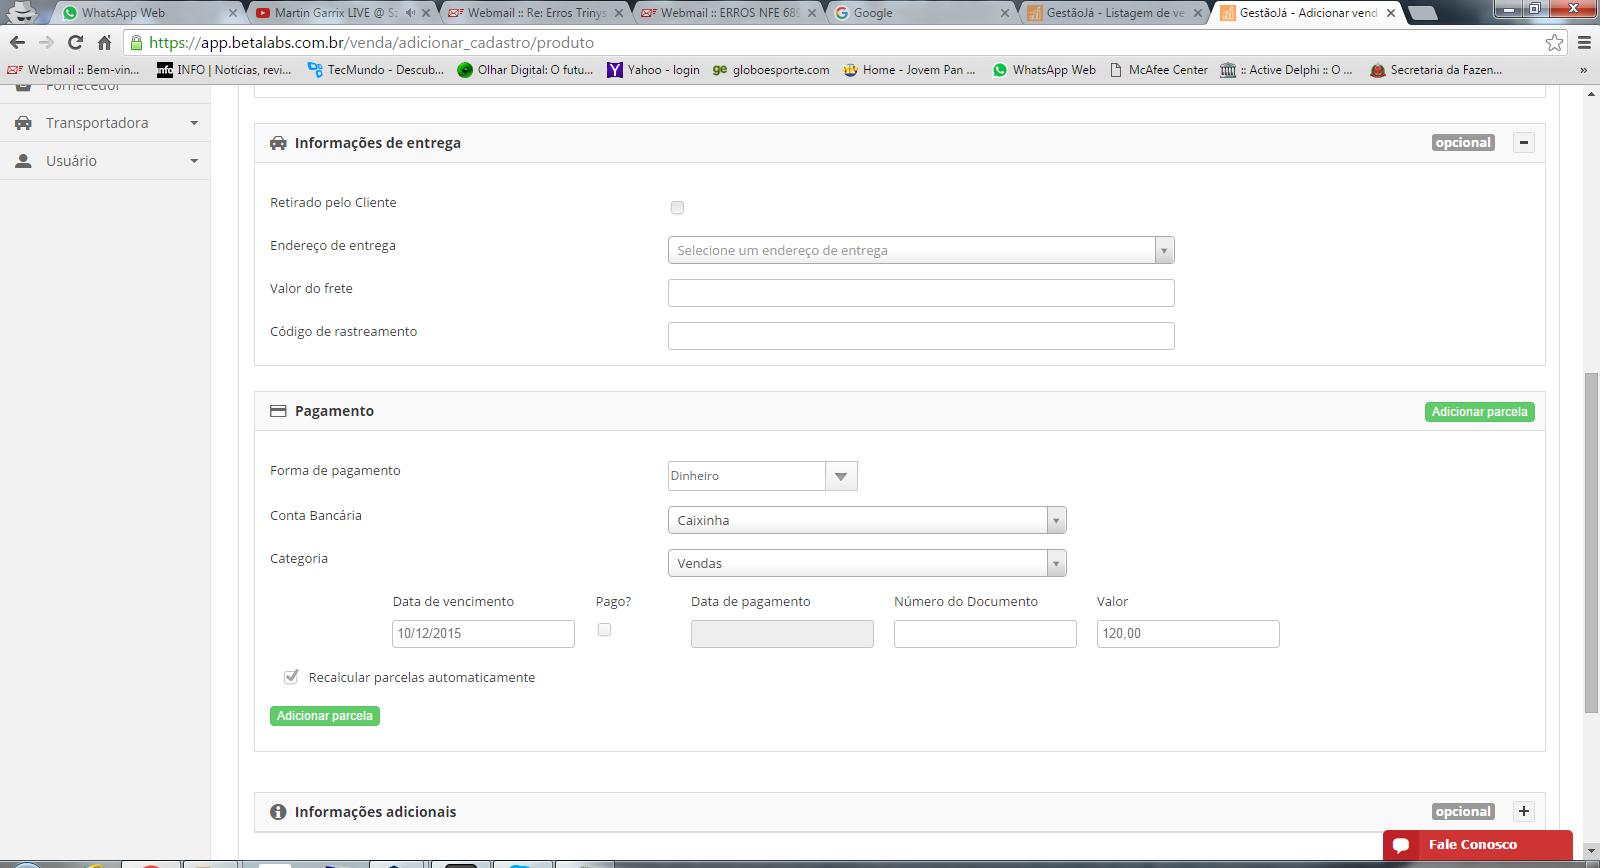 WhatsApp Web
Martin Garrix LIVE @ Sz
Webmail :: Re: Erros Trinys
Webmail :: ERROS NFE 689
Google
GestãoJá - Listagem de ve
GestãoJá - Adicionar vend
https://app.betalabs.com.br/venda/adicionar_cadastro/produto
Webmail :: Bem-vin...
info INFO | Notícias, revi...
TecMundo - Descub...
Olhar Digital: O futu...
Yahoo - login
ge globoesporte.com
Home - Jovem Pan ...
WhatsApp Web
McAfee Center
:: Active Delphi :: O ...
Secretaria da Fazen...
»
Fornecedor
Transportadora
Usuário
Informações de entrega
opcional
Retirado pelo Cliente
Endereço de entrega
Selecione um endereço de entrega
Valor do frete
Código de rastreamento
Pagamento
Adicionar parcela
Forma de pagamento
Dinheiro
Conta Bancária
Caixinha
Categoria
Vendas
Data de vencimento
Pago?
Data de pagamento
Número do Documento
Valor
10/12/2015
120,00
Recalcular parcelas automaticamente
Adicionar parcela
Informações adicionais
opcional
Fale Conosco